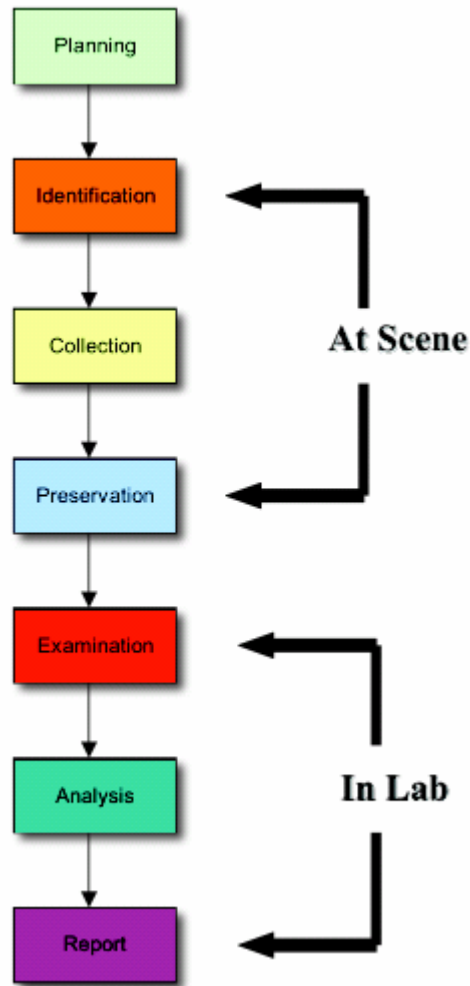 Planning
Identification
Collection
At Scene
Preservation
Examination
Analysis
In Lab
Report